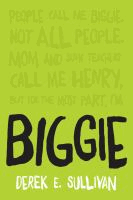 PEOPLE CALL ME BIGGIE.
NOT ALL PEOPLE.
MOM AND SOME TEACHERS
CALL ME HENRY,
BUT FOR THE MOST PART, I'M
BIGGIE
DEREK E. SULLIVAN